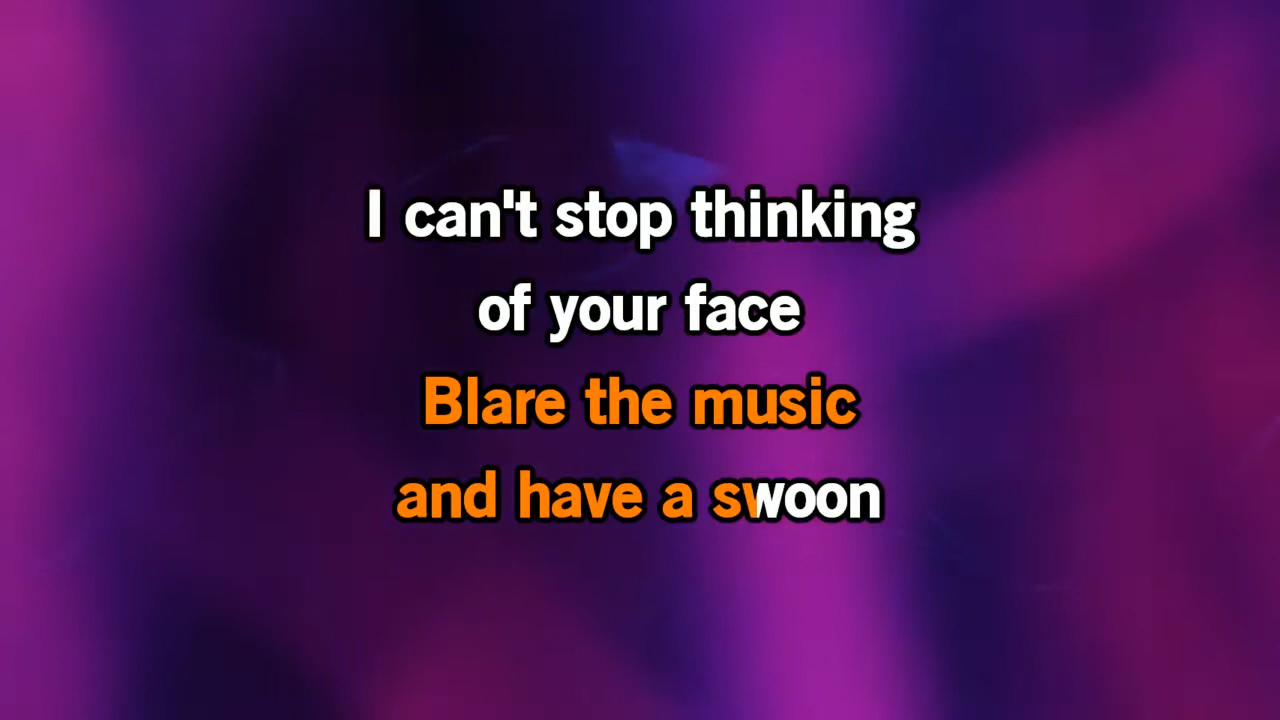 I can't stop thinking
of your face
Blare the music
and have a swoon